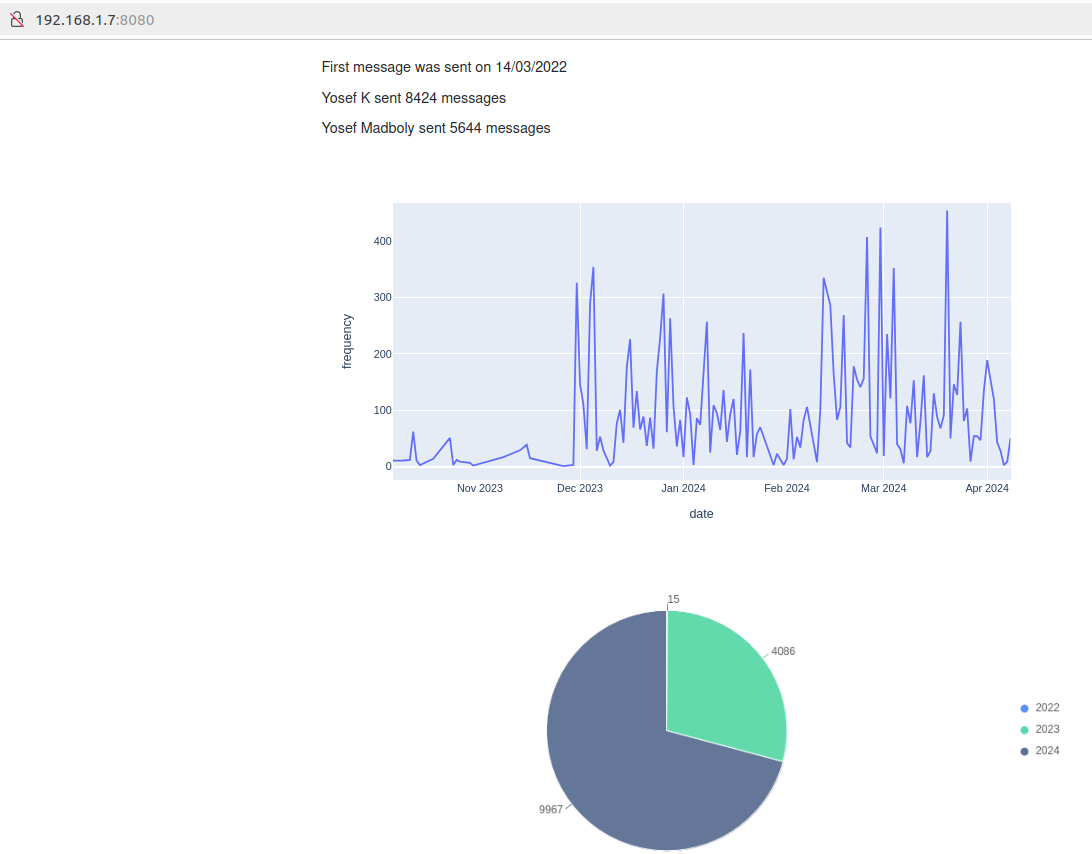 192.168.1.7:8080
First message was sent on 14/03/2022
Yosef K sent 8424 messages
Yosef Madboly sent 5644 messages
400
300
200
100
0
frequency
Nov 2023 Dec 2023 Jan 2024 Feb 2024 Mar 2024 Apr 2024
date
15
4086
9967
2022
2023
2024